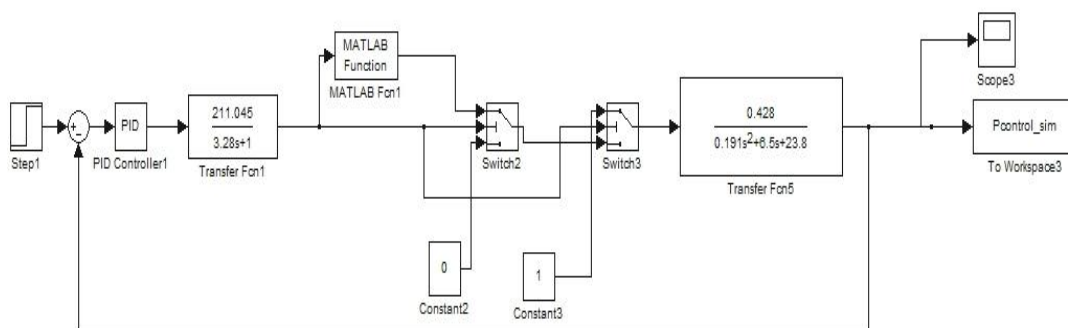 Step1
PID
PID Controller1
211.045
3.28s+1
Transfer Fcn1
MATLAB
Function
MATLAB Fcn1
Switch2
0
Constant2
Switch3
1
Constant3
0.428
0.191s²+6.5s+23.8
Transfer Fcn5
Scope3
Pcontrol_sim
To Workspace3